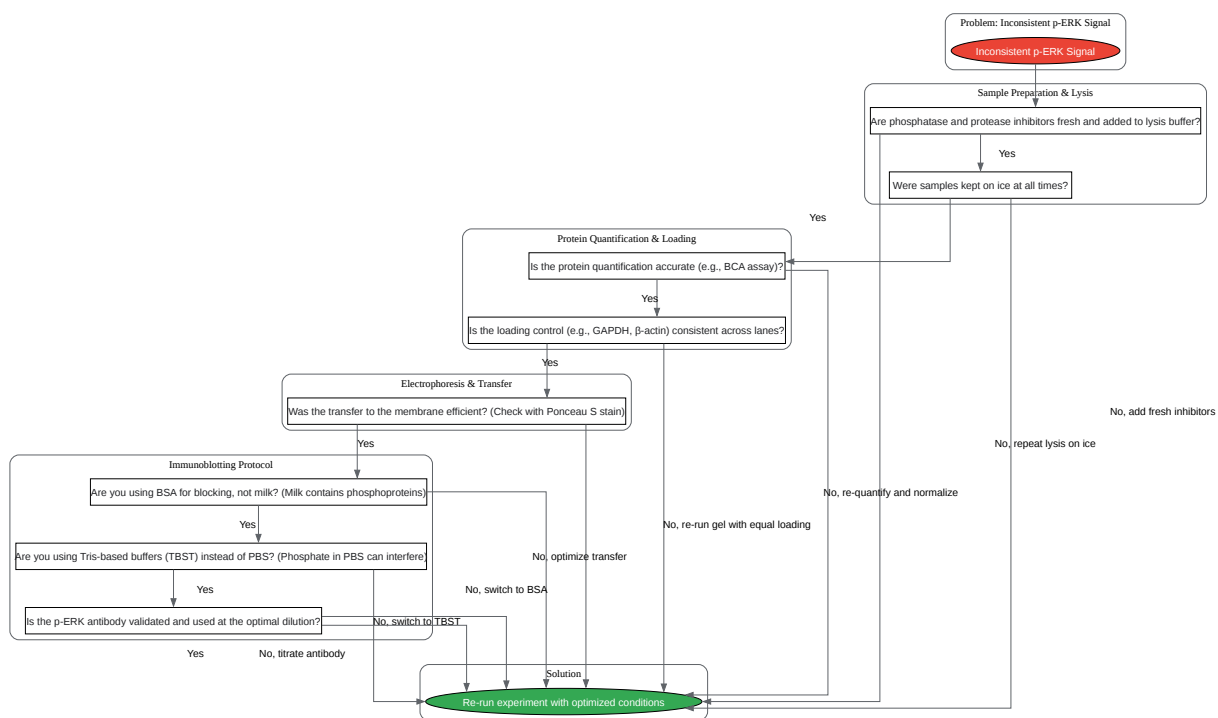 Problem: Inconsistent p-ERK Signal
Inconsistent p-ERK Signal
Sample Preparation & Lysis
Are phosphatase and protease inhibitors fresh and added to lysis buffer?
Yes
Were samples kept on ice at all times?
Yes
Protein Quantification & Loading
Is the protein quantification accurate (e.g., BCA assay)?
Yes
Is the loading control (e.g., GAPDH, β-actin) consistent across lanes?
Yes
Electrophoresis & Transfer
Was the transfer to the membrane efficient? (Check with Ponceau S stain)
No, add fresh inhibitors
Yes
No, repeat lysis on ice
Immunoblotting Protocol
Are you using BSA for blocking, not milk? (Milk contains phosphoproteins)
No, re-quantify and normalize
Yes
No, re-run gel with equal loading
Are you using Tris-based buffers (TBST) instead of PBS? (Phosphate in PBS can interfere)
No, optimize transfer
Yes
No, switch to BSA
Is the p-ERK antibody validated and used at the optimal dilution?
No, switch to TBST
Yes
No, titrate antibody
Solution
Re-run experiment with optimized conditions